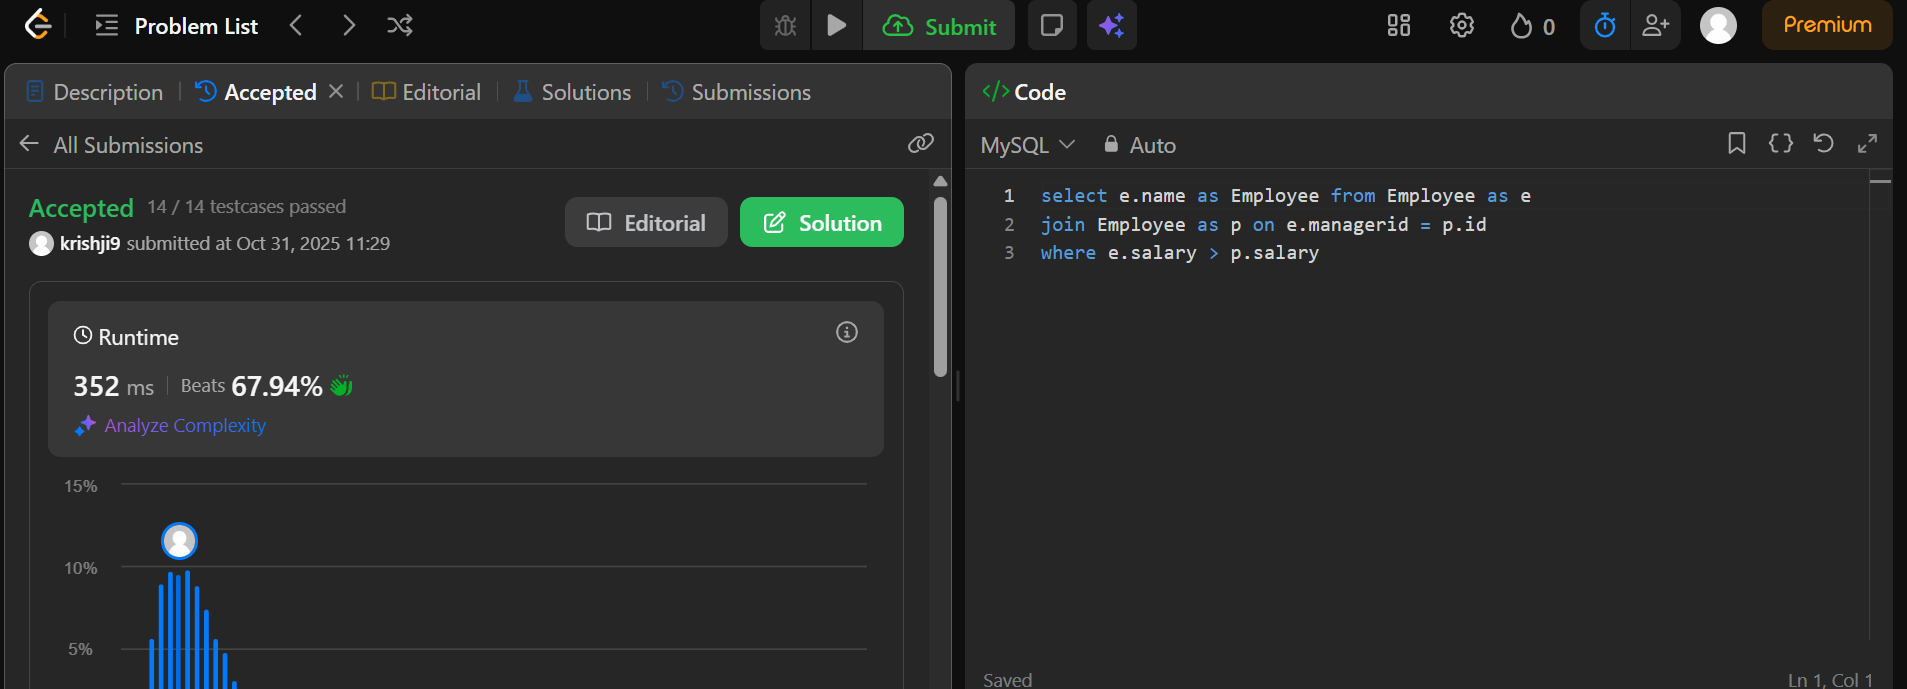 Problem List
Submit
0
Premium
Description
Accepted
Editorial
Solutions
Submissions
All Submissions
Accepted 14 / 14 testcases passed
krishji9 submitted at Oct 31, 2025 11:29
Editorial
Solution
Runtime
352 ms Beats 67.94%
Analyze Complexity
15%
10%
5%
</> Code
MySQL
Auto
{}
1 select e.name as Employee from Employee as e
2 join Employee as p on e.managerid = p.id
3 where e.salary > p.salary
Saved
Ln 1, Col 1